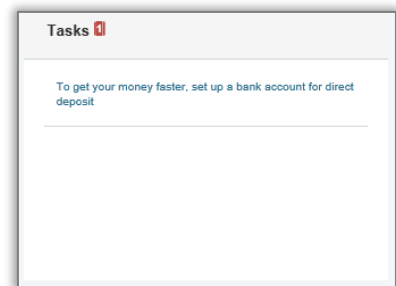 Tasks 1
To get your money faster, set up a bank account for direct
deposit